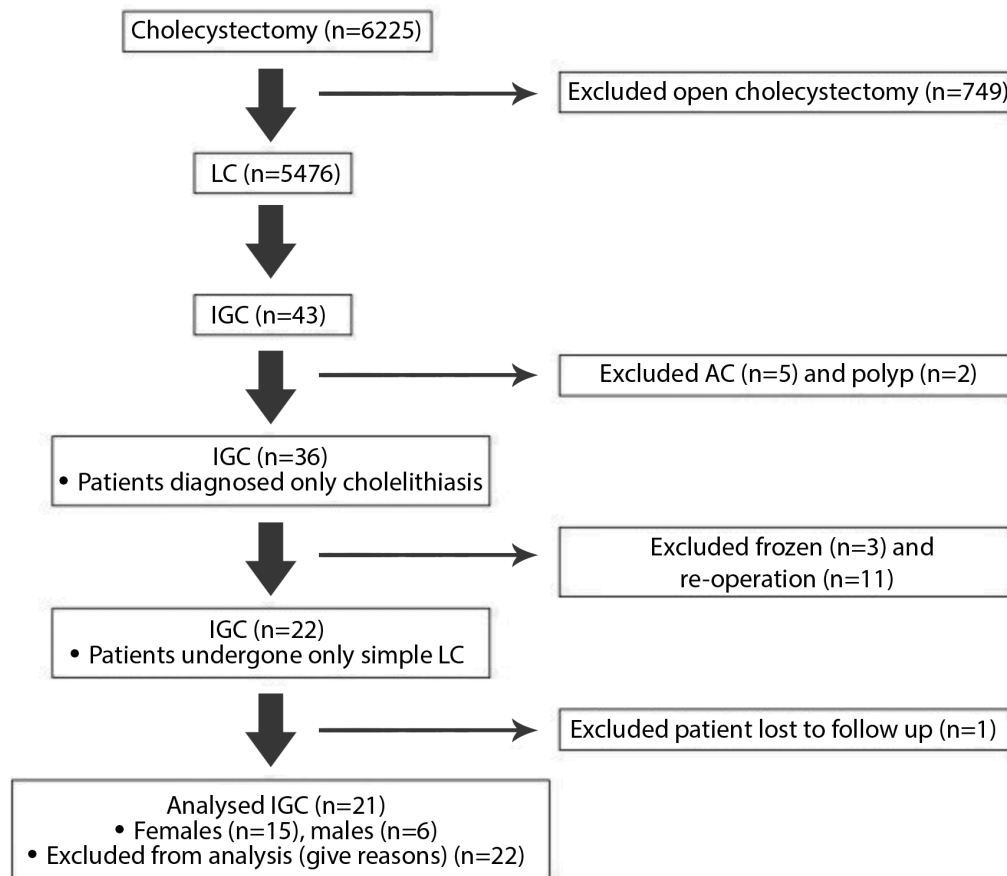 Cholecystectomy (n=6225)
Excluded open cholecystectomy (n=749)
LC (n=5476)
IGC (n=43)
Excluded AC (n=5) and polyp (n=2)
IGC (n=36)
• Patients diagnosed only cholelithiasis
Excluded frozen (n=3) and
re-operation (n=11)
IGC (n=22)
• Patients undergone only simple LC
Excluded patient lost to follow up (n=1)
Analysed IGC (n=21)
• Females (n=15), males (n=6)
• Excluded from analysis (give reasons) (n=22)